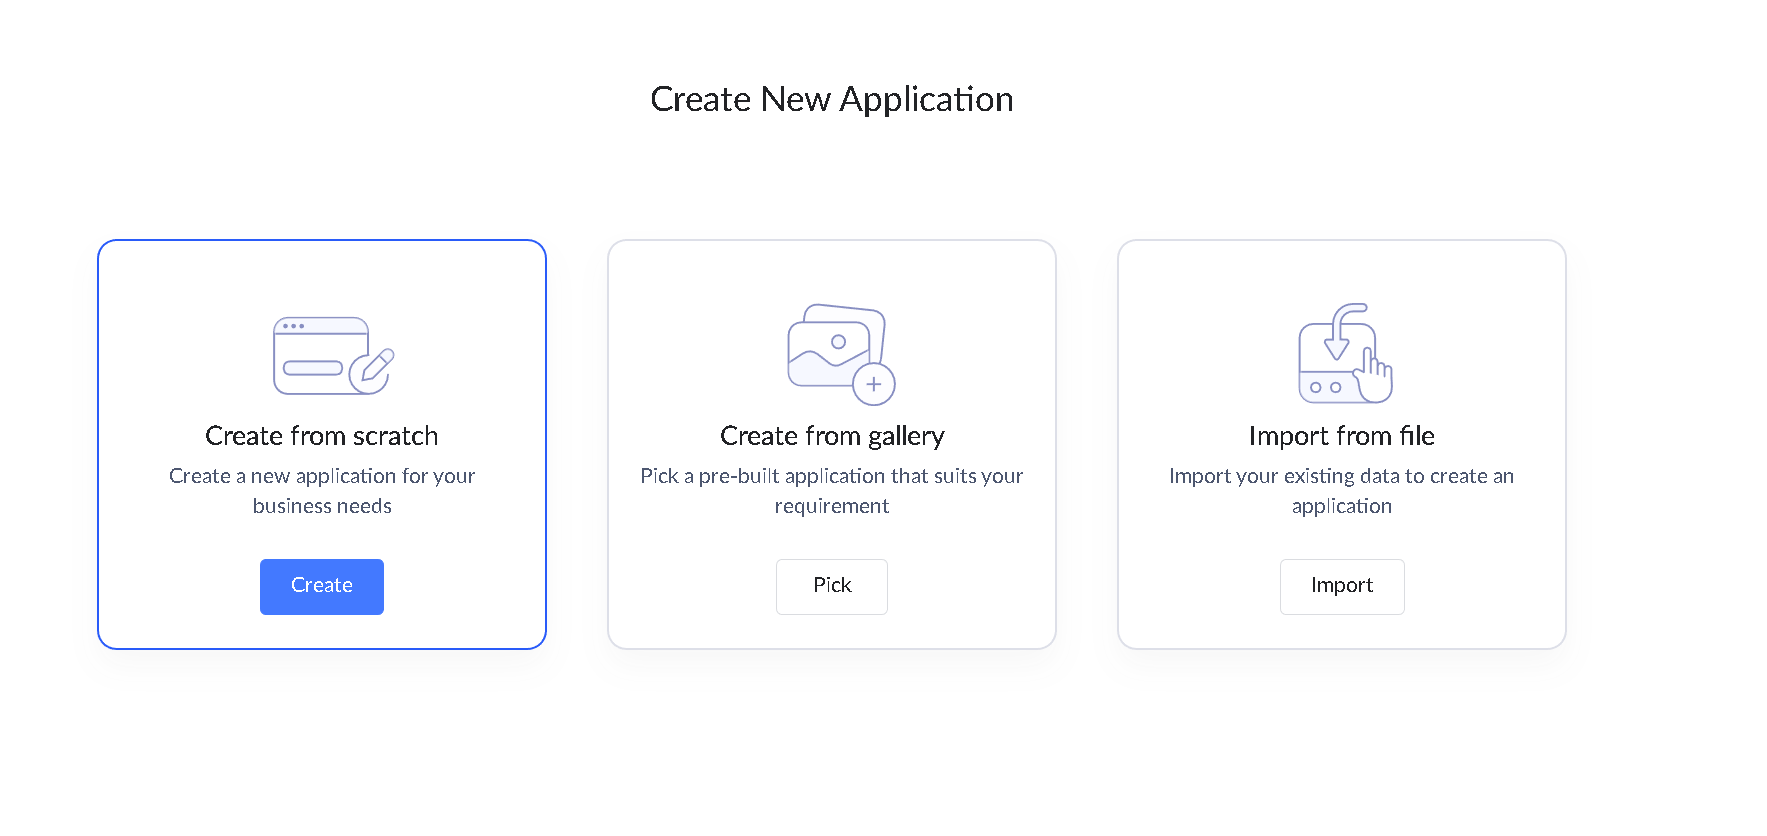 Create New Application
Create from scratch
Create a new application for your
business needs
Create
Create from gallery
Pick a pre-built application that suits your
requirement
Pick
Import from file
Import your existing data to create an
application
Import